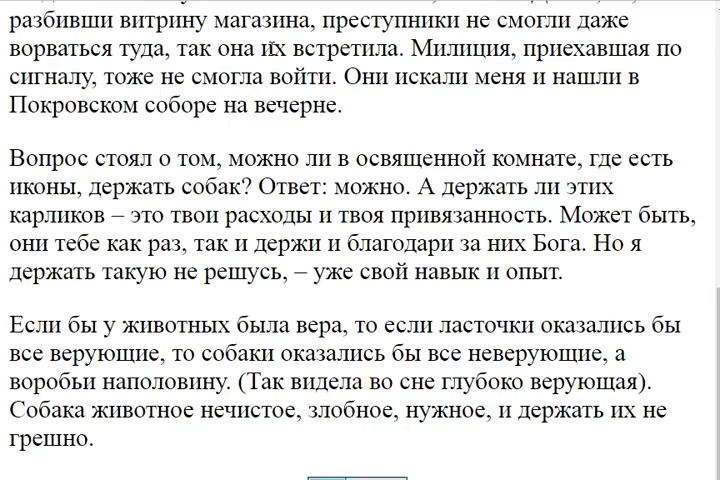 разбивши витрину магазина, преступники не смогли даже
ворваться туда, так она их встретила. Милиция, приехавшая по
сигналу, тоже не смогла войти. Они искали меня и нашли в
Покровском соборе на вечерне.
Вопрос стоял о том, можно ли в освященной комнате, где есть
иконы, держать собак? Ответ: можно. А держать ли этих
карликов – это твои расходы и твоя привязанность. Может быть,
они тебе как раз, так и держи и благодари за них Бога. Но я
держать такую не решусь, – уже свой навык и опыт.
Если бы у животных была вера, то если ласточки оказались бы
все верующие, то собаки оказались бы все неверующие, а
воробьи наполовину. (Так видела во сне глубоко верующая).
Собака животное нечистое, злобное, нужное, и держать их не
грешно.